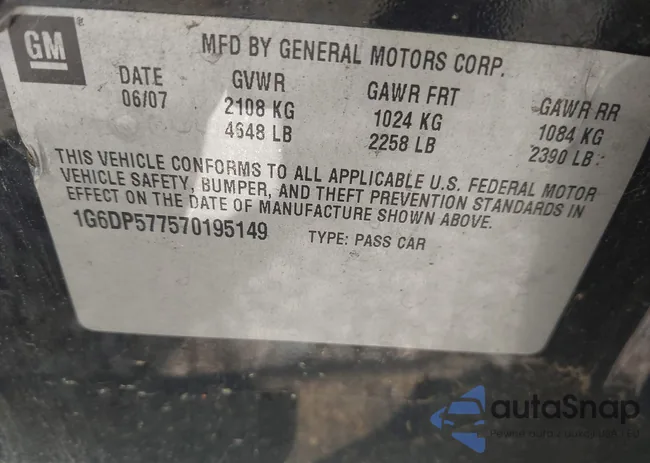 GM
MFD BY GENERAL MOTORS CORP.
DATE GVWR GAWR FRT GAWR RR
06/07 2108 KG 1024 KG 1084 KG
4648 LB 2258 LB 2390 LB
THIS VEHICLE CONFORMS TO ALL APPLICABLE U.S. FEDERAL MOTOR
VEHICLE SAFETY, BUMPER, AND THEFT PREVENTION STANDARDS IN
EFFECT ON THE DATE OF MANUFACTURE SHOWN ABOVE.
1G6DP577570195149 TYPE: PASS CAR
autaSnap